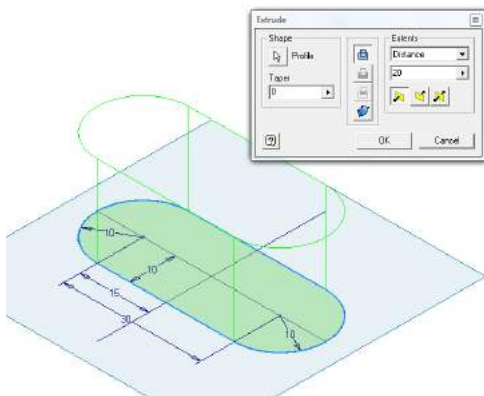 Extrude
Shape
Profile
Taper
0
Extents
Distance
20
?
OK
Cancel
10
10
15
30
10